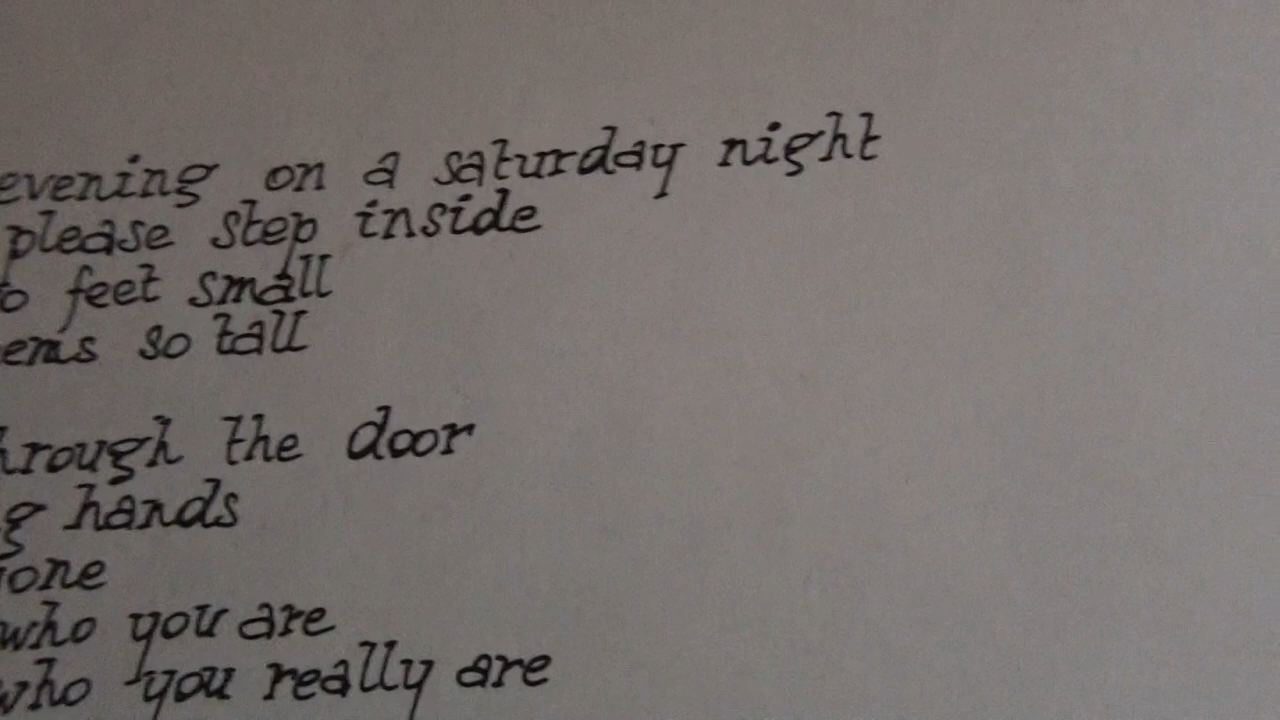 evening on a saturday night
please step inside
feet small
so tall
the door
hands
who you are
who you really are